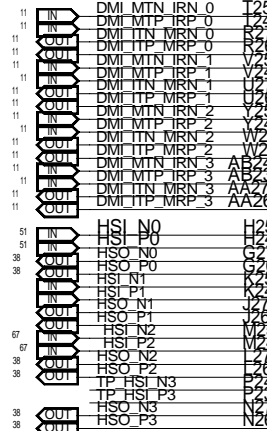 11 IN DMI_MTN_IRN_0
IN DMI_MTP_IRP_0
11 OUT DMI_ITN_MRN_0
11 OUT DMI_ITP_MRP_0
11 IN DMI_MTN_IRN_1
11 IN DMI_MTP_IRP_1
11 OUT DMI_ITN_MRN_1
11 OUT DMI_ITP_MRP_1
11 IN DMI_MTN_IRN_2
11 IN DMI_MTP_IRP_2
11 OUT DMI_ITN_MRN_2
11 OUT DMI_ITP_MRP_2
11 IN DMI_MTN_IRN_3
11 IN DMI_MTP_IRP_3
11 OUT DMI_ITN_MRN_3 AA27
11 OUT DMI_ITP_MRP_3 AA26
51 IN HSI_N0
51 IN HSI_P0
38 OUT HSO_N0
38 OUT HSO_P0
IN HSI_N1
IN HSI_P1
OUT HSO_N1
OUT HSO_P1
67 IN HSI_N2
67 IN HSI_P2
38 OUT HSO_N2
38 OUT HSO_P2
TP_HSI_N3
TP_HSI_P3
38 OUT HSO_N3
38 OUT HSO_P3